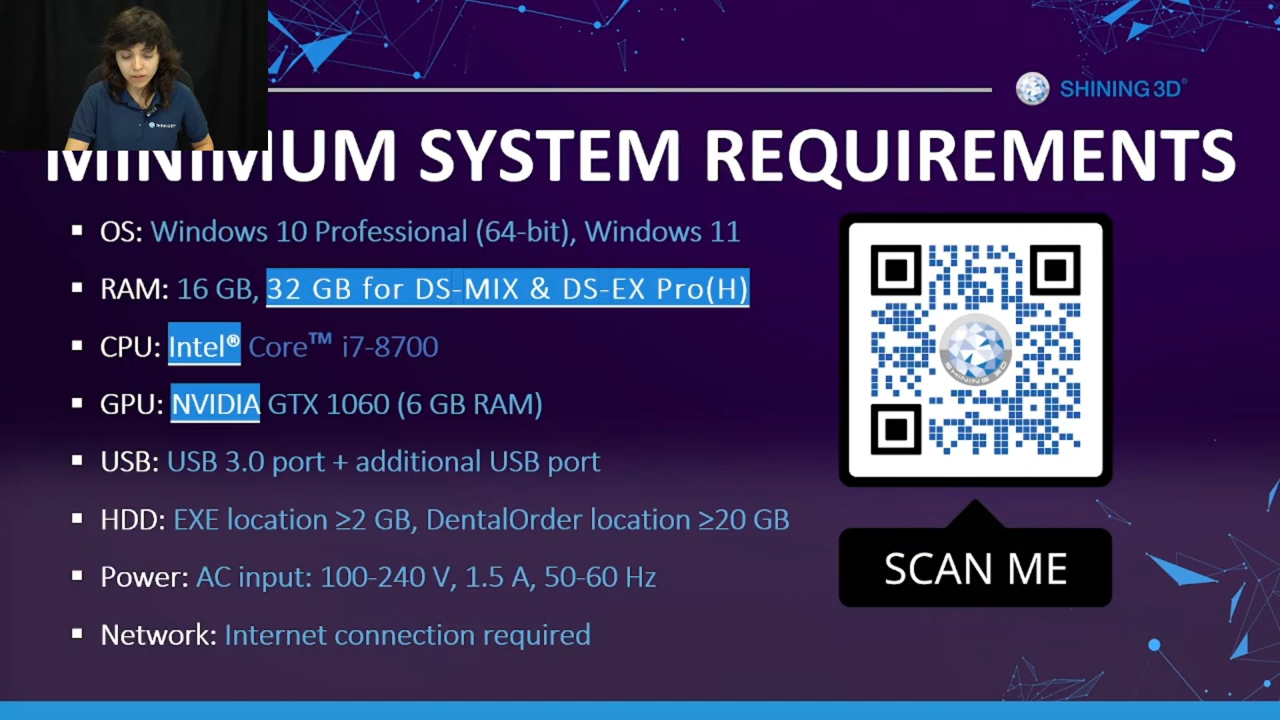 SHINING 3D®
MINIMUM SYSTEM REQUIREMENTS
▪ OS: Windows 10 Professional (64-bit), Windows 11
▪ RAM: 16 GB, 32 GB for DS-MIX & DS-EX Pro(H)
▪ CPU: Intel® Core™ i7-8700
▪ GPU: NVIDIA GTX 1060 (6 GB RAM)
▪ USB: USB 3.0 port + additional USB port
▪ HDD: EXE location ≥2 GB, DentalOrder location ≥20 GB
▪ Power: AC input: 100-240 V, 1.5 A, 50-60 Hz
▪ Network: Internet connection required
SHINING 3D
SCAN ME